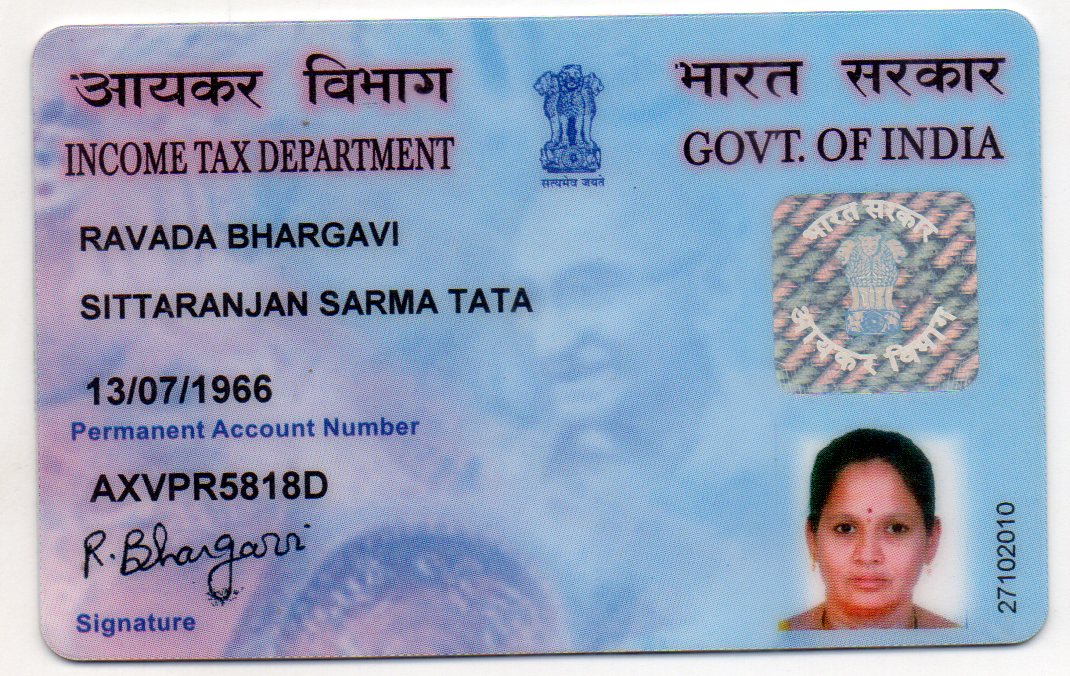 आयकर विभाग
INCOME TAX DEPARTMENT
सत्यमेव जयते
भारत सरकार
GOVT. OF INDIA
RAVADA BHARGAVI
SITTARANJAN SARMA TATA
13/07/1966
Permanent Account Number
AXVPR5818D
R. Bhargavi
Signature
भारत सरकार
आयकर विभाग
27102010